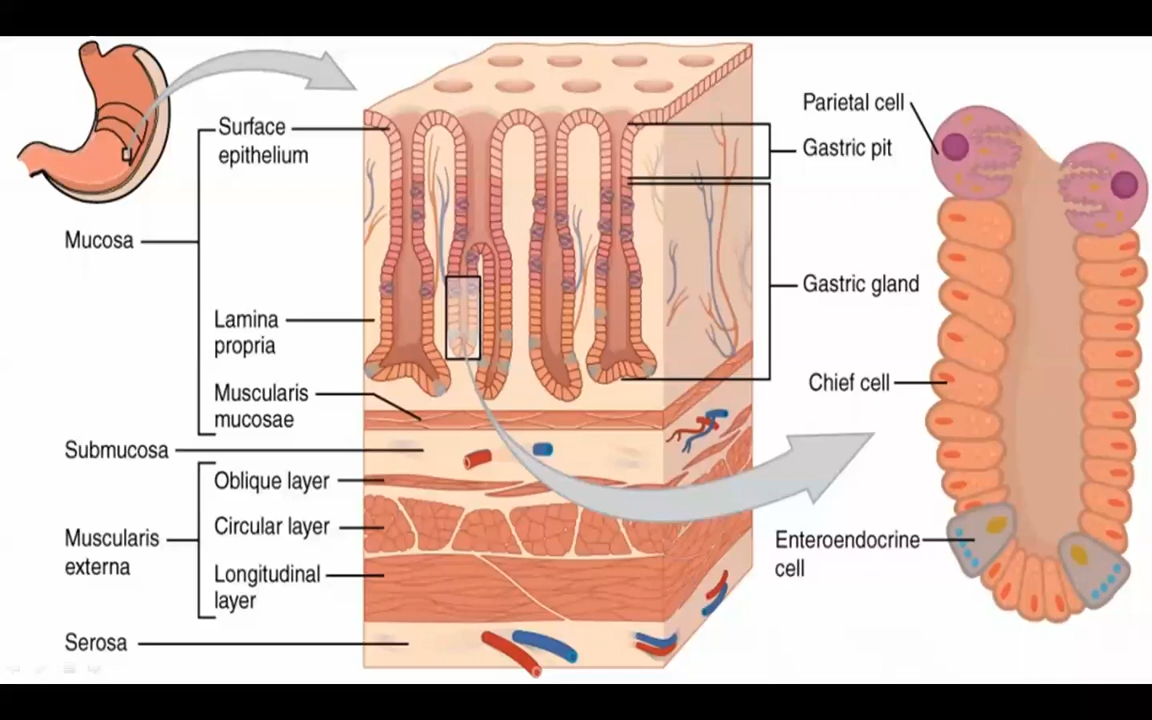 Surface
epithelium
Mucosa
Lamina
propria
Muscularis
mucosae
Submucosa
Oblique layer
Circular layer
Muscularis
externa
Longitudinal
layer
Serosa
Parietal cell
Gastric pit
Gastric gland
Chief cell
Enteroendocrine
cell